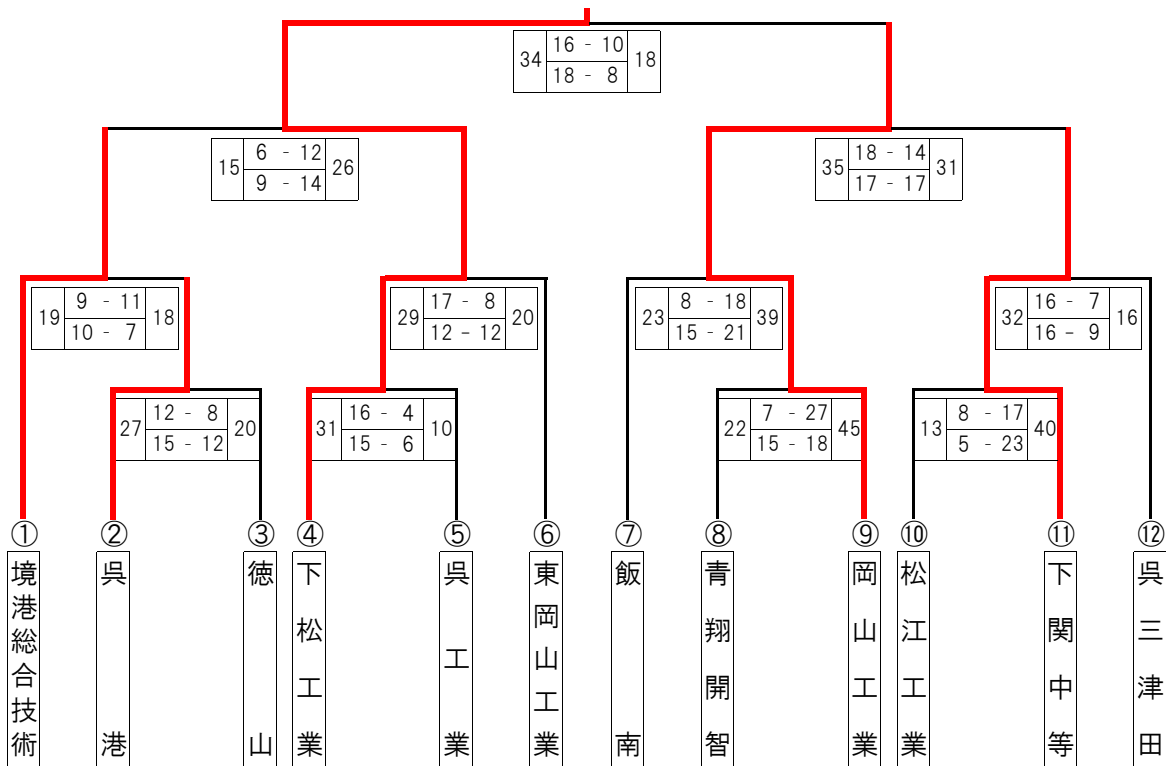 34 16 - 10 18
18 - 8
15 6 - 12 26
9 - 14
35 18 - 14 31
17 - 17
19 9 - 11 18
10 - 7
29 17 - 8 20
12 - 12
23 8 - 18 39
15 - 21
32 16 - 7 16
16 - 9
27 12 - 8 20
15 - 12
31 16 - 4 10
15 - 6
22 7 - 27 45
15 - 18
13 8 - 17 40
5 - 23
① 境港総合技術
② 呉港
③ 徳山
④ 下松工業
⑤ 呉工業
⑥ 東岡山工業
⑦ 飯南
⑧ 青翔開智
⑨ 岡山工業
⑩ 松江工業
⑪ 下関中等
⑫ 呉三津田